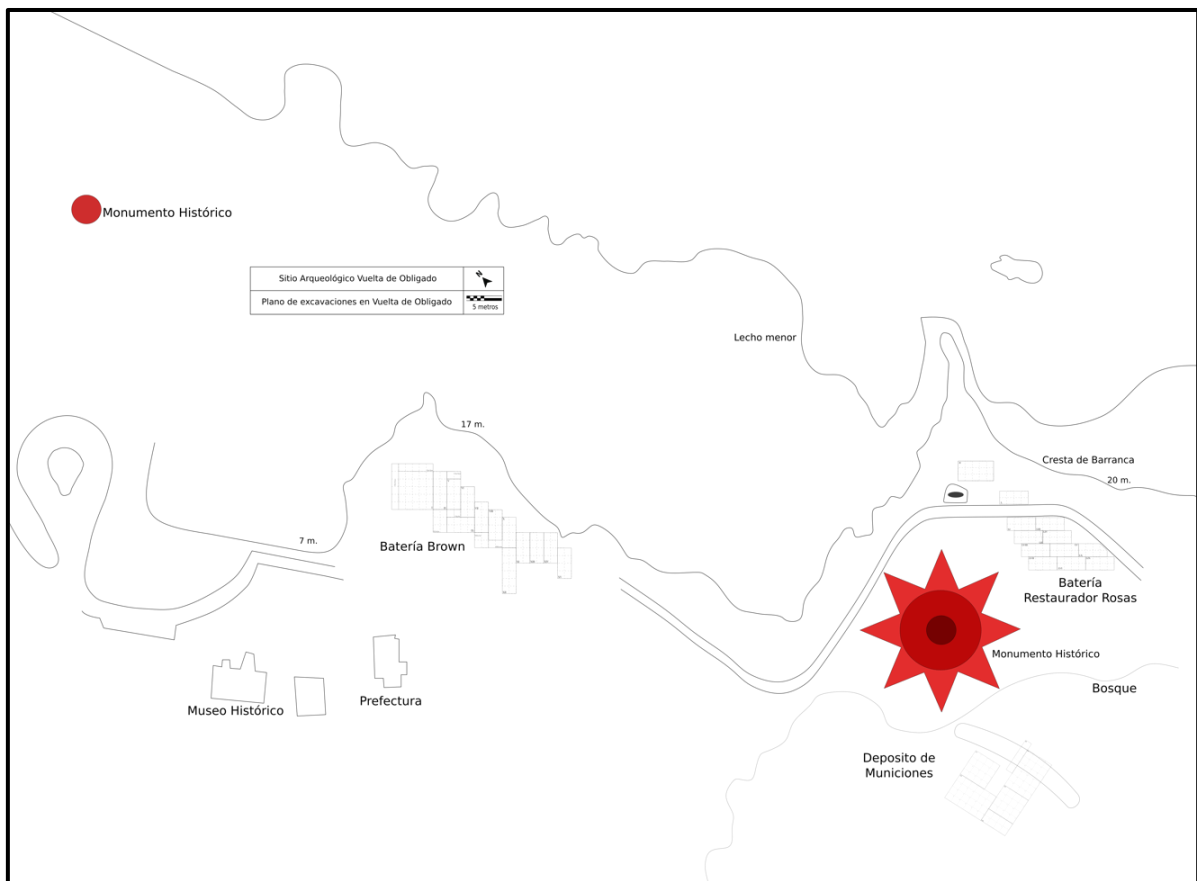 Monumento Histórico
Sitio Arqueológico Vuelta de Obligado
N
Plano de excavaciones en Vuelta de Obligado
5 metros
Lecho menor
17 m.
Cresta de Barranca
20 m.
7 m.
Batería Brown
Batería
Restaurador Rosas
Monumento Histórico
Bosque
Museo Histórico
Prefectura
Deposito de
Municiones